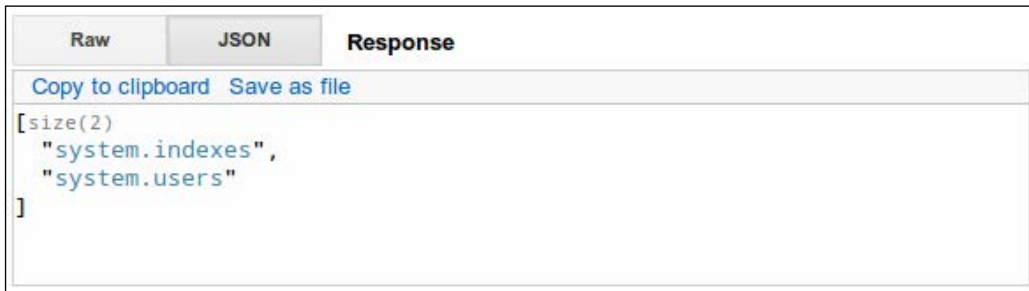 Raw JSON Response
Copy to clipboard Save as file
[size(2)
"system.indexes",
"system.users"
]